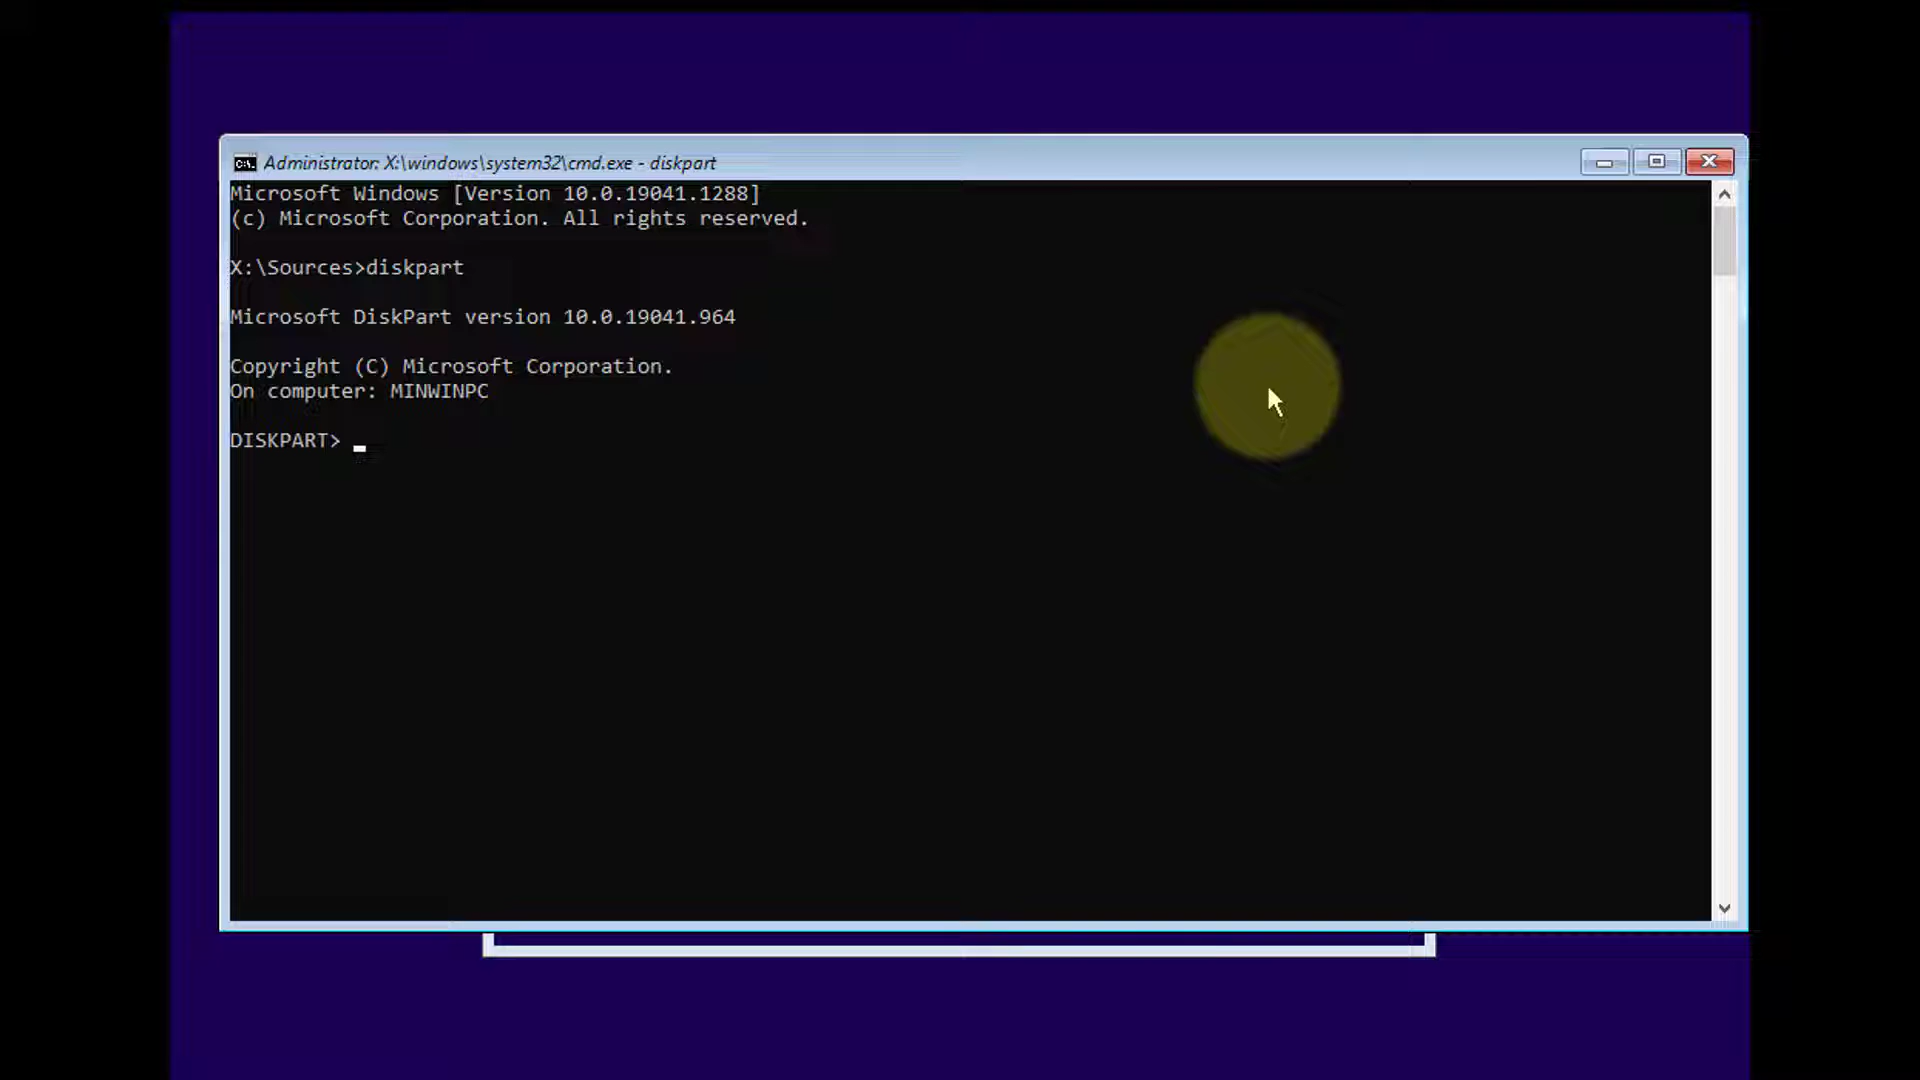 Administrator: X:\windows\system32\cmd.exe - diskpart
Microsoft Windows [Version 10.0.19041.1288]
(c) Microsoft Corporation. All rights reserved.
X:\Sources>diskpart
Microsoft DiskPart version 10.0.19041.964
Copyright (C) Microsoft Corporation.
On computer: MINWINPC
DISKPART>